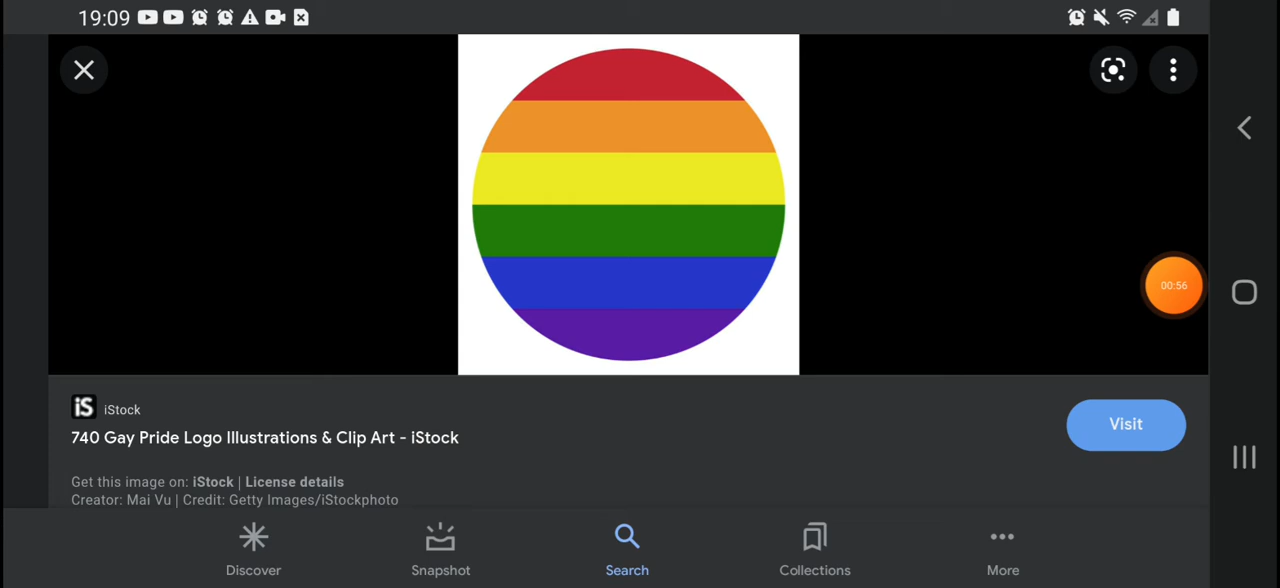 19:09
00:56
iS iStock
740 Gay Pride Logo Illustrations & Clip Art - iStock
Visit
Get this image on: iStock | License details
Creator: Mai Vu | Credit: Getty Images/iStockphoto
Discover
Snapshot
Search
Collections
More